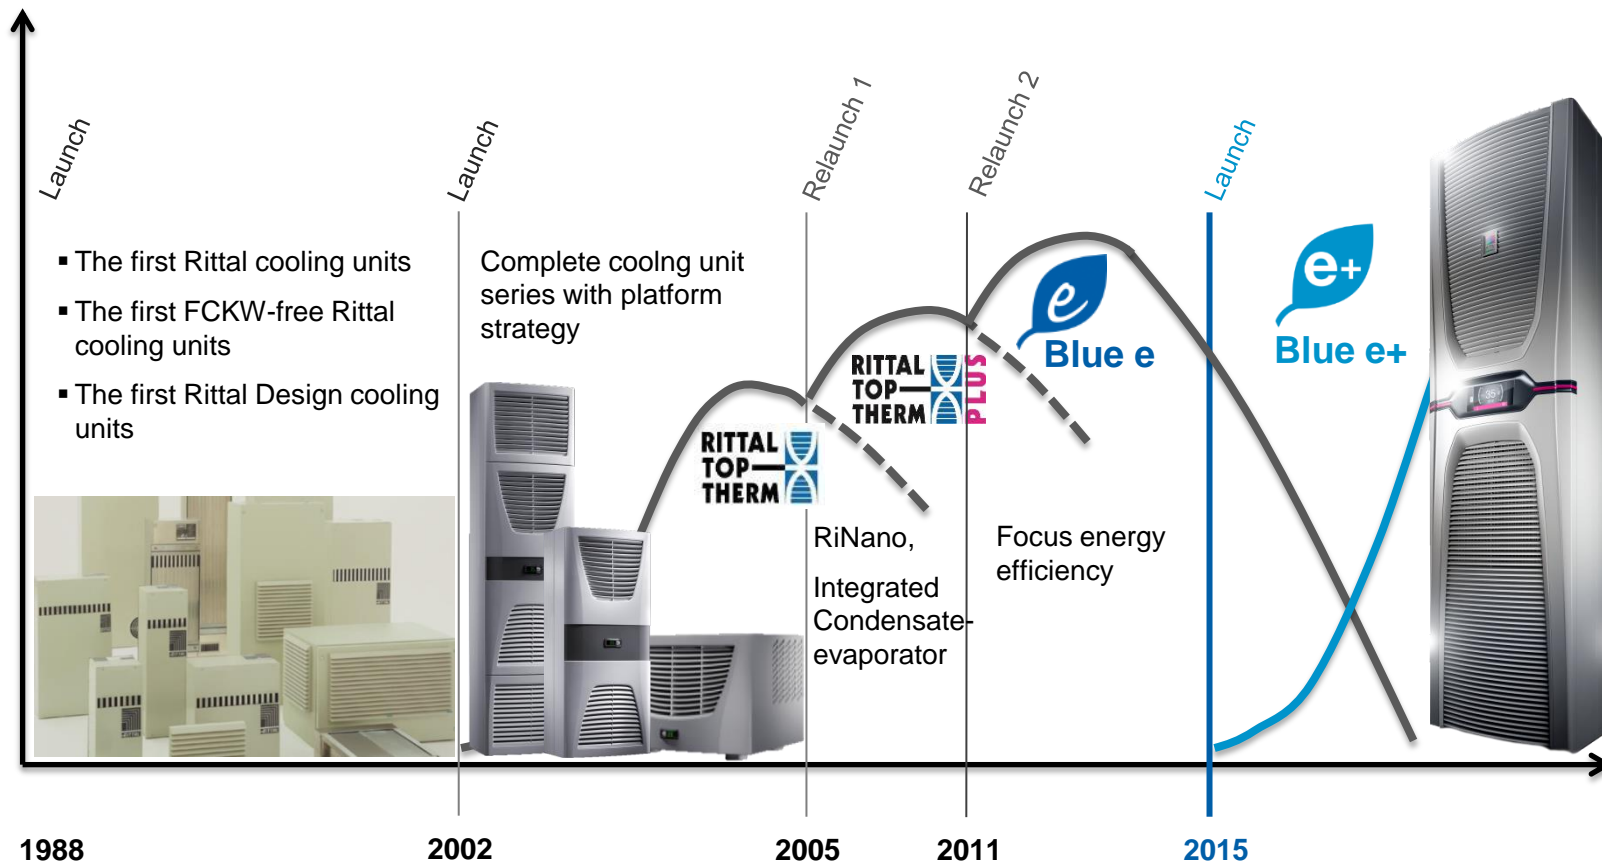 Launch
Launch
Relaunch 1
Relaunch 2
Launch
▪ The first Rittal cooling units
▪ The first FCKW-free Rittal
cooling units
▪ The first Rittal Design cooling
units
Complete coolng unit
series with platform
strategy
RITTAL
TOP
THERM
RiNano,
Integrated
Condensate-
evaporator
RITTAL
TOP
THERM
PLUS
Focus energy
efficiency
e
Blue e
e+
Blue e+
1988
2002
2005
2011
2015